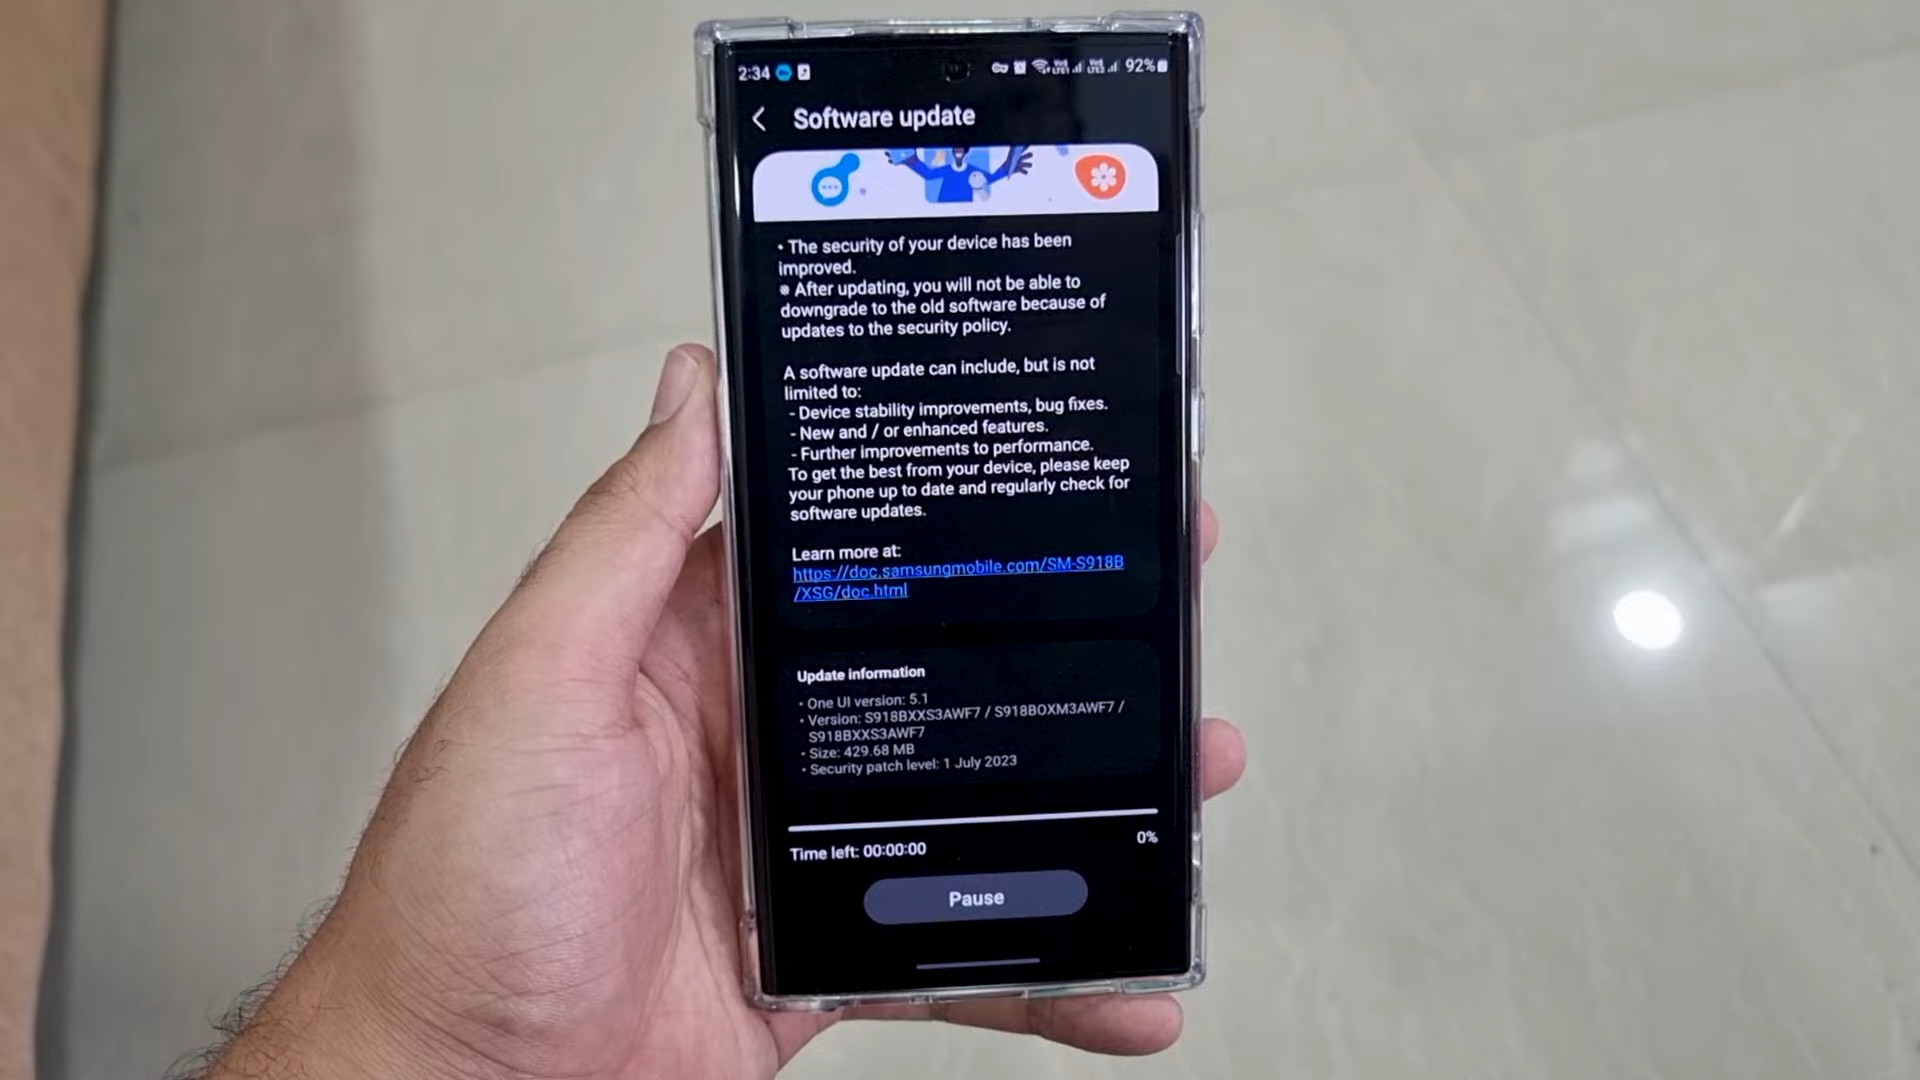 2:34 92%
Software update
• The security of your device has been
improved.
※ After updating, you will not be able to
downgrade to the old software because of
updates to the security policy.
A software update can include, but is not
limited to:
- Device stability improvements, bug fixes.
- New and / or enhanced features.
- Further improvements to performance.
To get the best from your device, please keep
your phone up to date and regularly check for
software updates.
Learn more at:
https://doc.samsungmobile.com/SM-S918B
/XSG/doc.html
Update information
• One UI version: 5.1
• Version: S918BXXS3AWF7 / S918BOXM3AWF7 /
S918BXXS3AWF7
• Size: 429.68 MB
• Security patch level: 1 July 2023
Time left: 00:00:00 0%
Pause